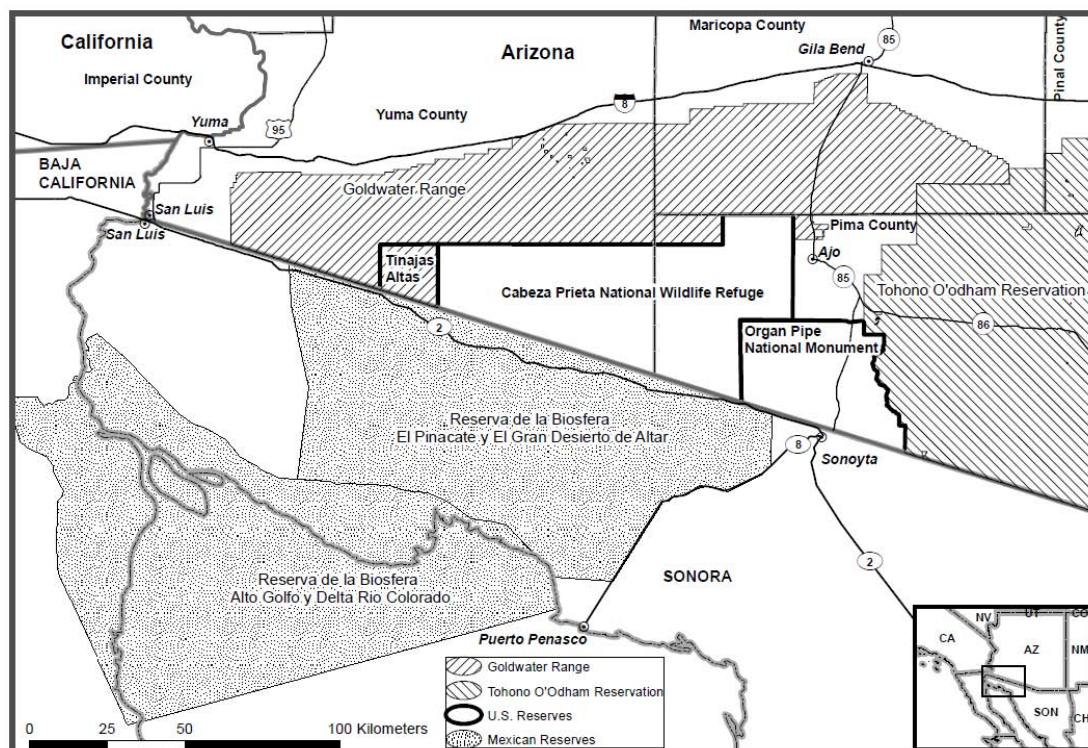 California
Imperial County
Arizona
Maricopa County
Gila Bend
85
Pinal County
8
Yuma County
95
Yuma
BAJA
CALIFORNIA
Goldwater Range
San Luis
San Luis
Pima County
Ajo
Tinajas
Altas
85
Cabeza Prieta National Wildlife Refuge
Tohono O'odham Reservation
86
2
Organ Pipe
National Monument
Reserva de la Biosfera
El Pinacate y El Gran Desierto de Altar
8
Sonoyta
Reserva de la Biosfera
Alto Golfo y Delta Rio Colorado
SONORA
2
Puerto Penasco
Goldwater Range
Tohono O'Odham Reservation
U.S. Reserves
Mexican Reserves
0 25 50 100 Kilometers
NV
UT
CO
CA
AZ
NM
SON
CH